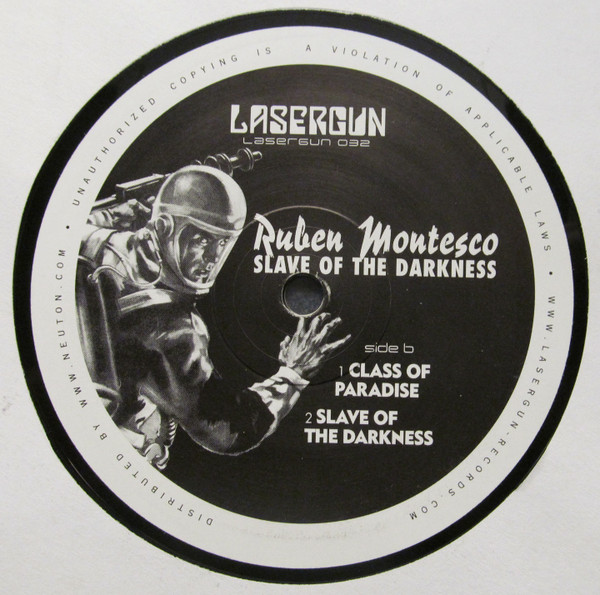 UNAUTHORIZED COPYING IS A VIOLATION OF APPLICABLE LAWS • WWW.LASERGUN-RECORDS.COM
DISTRIBUTED BY WWW.NEUTON.COM •
LASERGUN
LASERGUN 032
Ruben Montesco
SLAVE OF THE DARKNESS
side b
1 CLASS OF
PARADISE
2 SLAVE OF
THE DARKNESS